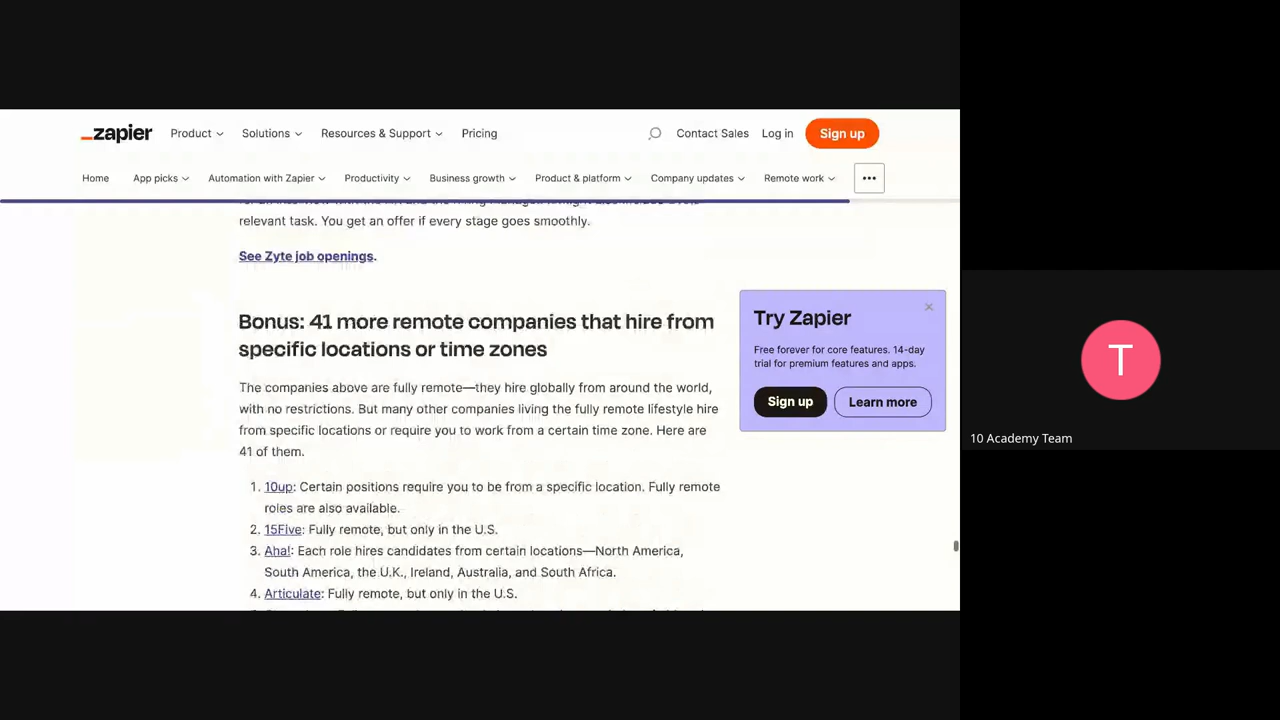 zapier Product Solutions Resources & Support Pricing Contact Sales Log in Sign up
Home App picks Automation with Zapier Productivity Business growth Product & platform Company updates Remote work •••
relevant task. You get an offer if every stage goes smoothly.
See Zyte job openings.
Bonus: 41 more remote companies that hire from
specific locations or time zones
The companies above are fully remote—they hire globally from around the world,
with no restrictions. But many other companies living the fully remote lifestyle hire
from specific locations or require you to work from a certain time zone. Here are
41 of them.
1. 10up: Certain positions require you to be from a specific location. Fully remote
roles are also available.
2. 15Five: Fully remote, but only in the U.S.
3. Aha!: Each role hires candidates from certain locations—North America,
South America, the U.K., Ireland, Australia, and South Africa.
4. Articulate: Fully remote, but only in the U.S.
Try Zapier
Free forever for core features. 14-day
trial for premium features and apps.
Sign up Learn more
T
10 Academy Team